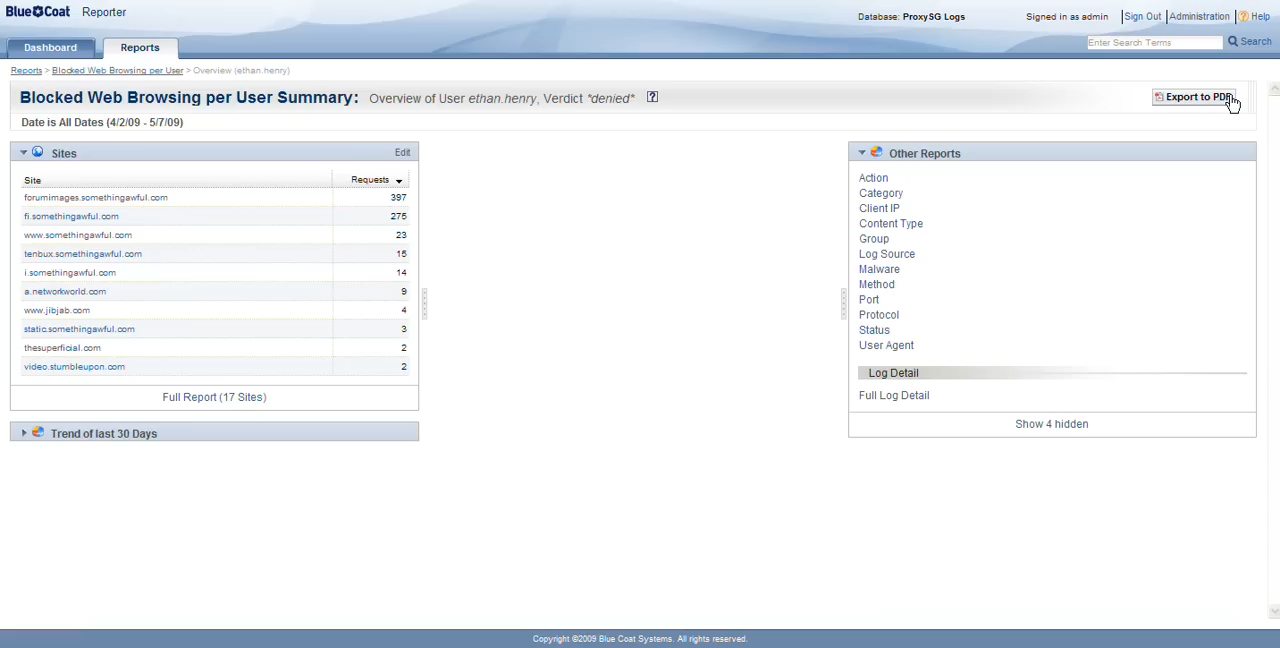 Blue Coat Reporter
Database: ProxySG Logs
Signed in as admin | Sign Out | Administration | Help
Dashboard
Reports
Enter Search Terms
Search
Reports > Blocked Web Browsing per User > Overview (ethan.henry)
Blocked Web Browsing per User Summary: Overview of User ethan.henry, Verdict "denied"
Export to PDF
Date is All Dates (4/2/09 - 5/7/09)
Sites
Edit
Site Requests
forumimages.somethingawful.com 397
fi.somethingawful.com 275
www.somethingawful.com 23
tenbux.somethingawful.com 15
i.somethingawful.com 14
a.networkworld.com 9
www.jibjab.com 4
static.somethingawful.com 3
thesuperficial.com 2
video.stumbleupon.com 2
Full Report (17 Sites)
Trend of last 30 Days
Other Reports
Action
Category
Client IP
Content Type
Group
Log Source
Malware
Method
Port
Protocol
Status
User Agent
Log Detail
Full Log Detail
Show 4 hidden
Copyright ©2009 Blue Coat Systems. All rights reserved.